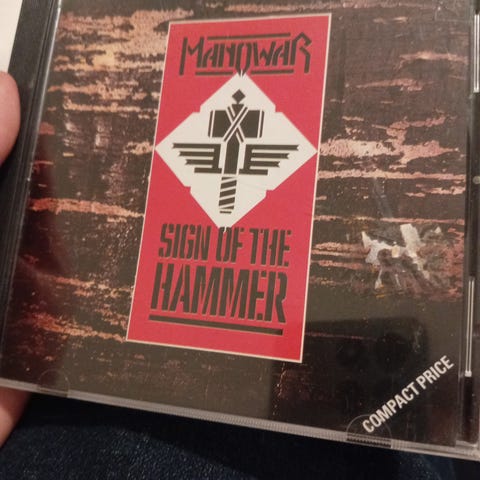 MANOWAR
SIGN OF THE
HAMMER
COMPACT PRICE